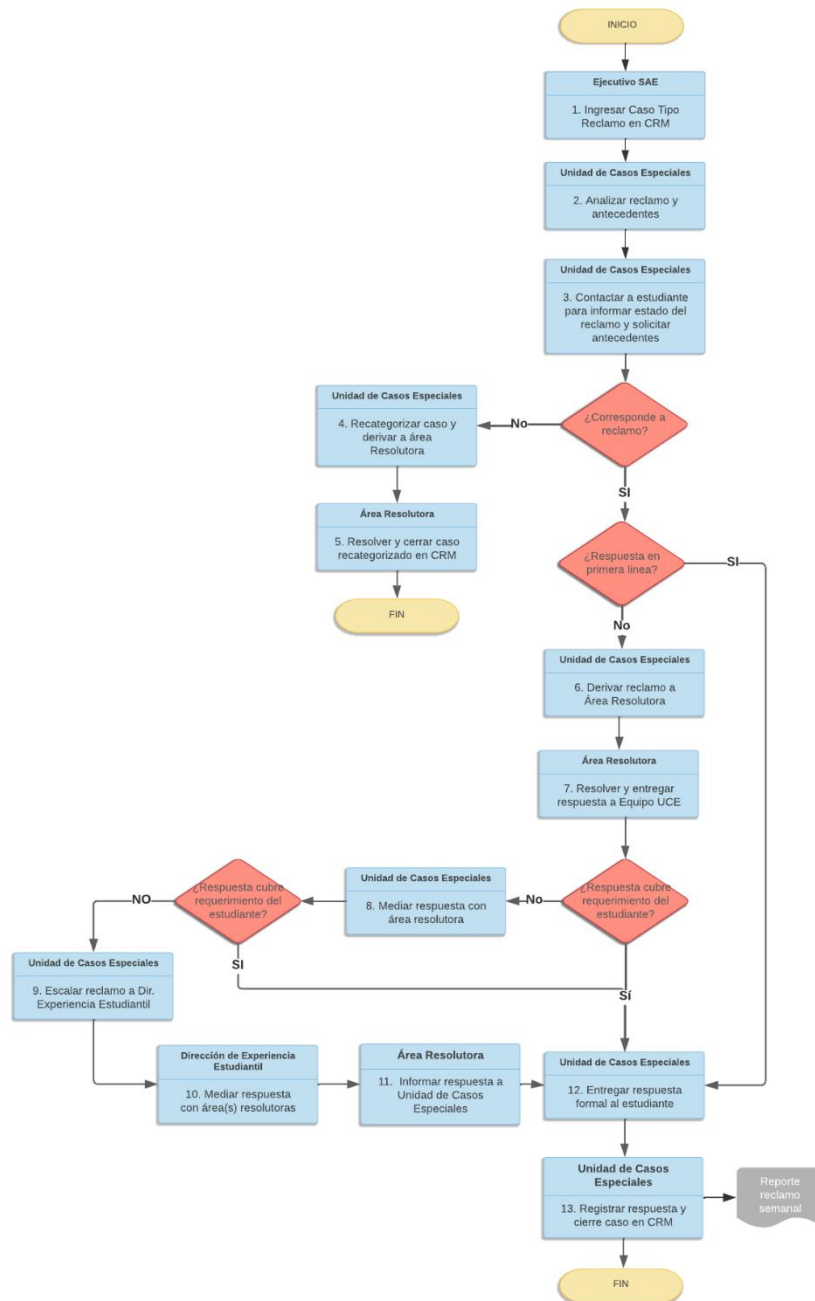 INICIO
Ejecutivo SAE
1. Ingresar Caso Tipo
Reclamo en CRM
Unidad de Casos Especiales
2. Analizar reclamo y
antecedentes
Unidad de Casos Especiales
3. Contactar a estudiante
para informar estado del
reclamo y solicitar
antecedentes
¿Corresponde a
reclamo?
No
Unidad de Casos Especiales
4. Recategorizar caso y
derivar a área
Resolutora
Área Resolutora
5. Resolver y cerrar caso
recategorizado en CRM
FIN
SI
¿Respuesta en
primera linea?
SI
No
Unidad de Casos Especiales
6. Derivar reclamo a
Área Resolutora
Área Resolutora
7. Resolver y entregar
respuesta a Equipo UCE
¿Respuesta cubre
requerimiento del
estudiante?
No
Unidad de Casos Especiales
8. Mediar respuesta con
área resolutora
¿Respuesta cubre
requerimiento del
estudiante?
NO
SI
Sí
Unidad de Casos Especiales
9. Escalar reclamo a Dir.
Experiencia Estudiantil
Dirección de Experiencia
Estudiantil
10. Mediar respuesta
con área(s) resolutoras
Área Resolutora
11. Informar respuesta a
Unidad de Casos
Especiales
Unidad de Casos Especiales
12. Entregar respuesta
formal al estudiante
Unidad de Casos
Especiales
13. Registrar respuesta y
cierre caso en CRM
Reporte
reclamo
semanal
FIN